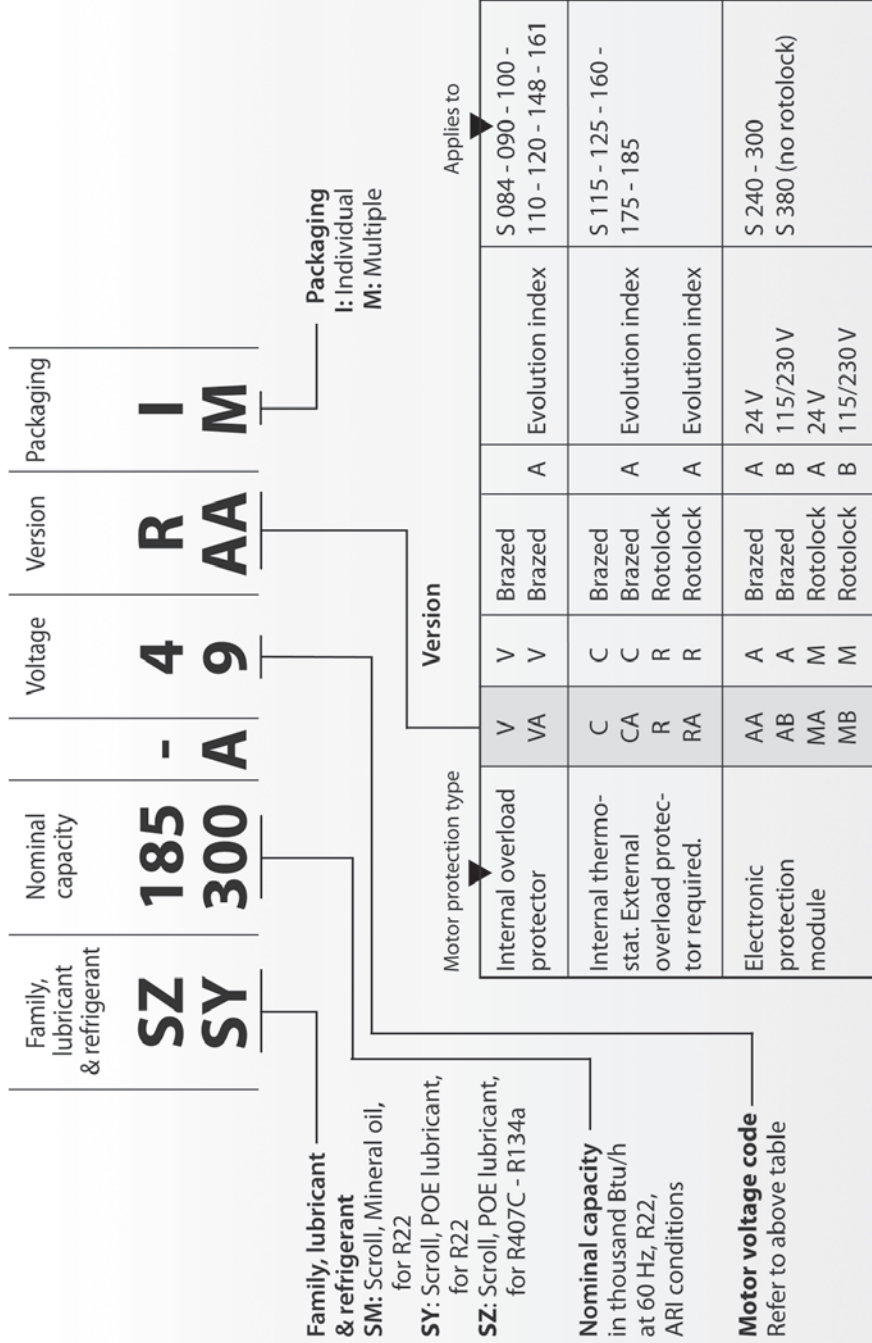 Family,
lubricant
& refrigerant
Nominal
capacity
Voltage
Version
Packaging
SZ 185 - 4 R I
SY 300 A 9 AA M
Family, lubricant
& refrigerant
SM: Scroll, Mineral oil,
for R22
SY: Scroll, POE lubricant,
for R22
SZ: Scroll, POE lubricant,
for R407C - R134a
Nominal capacity
in thousand Btu/h
at 60 Hz, R22,
ARI conditions
Motor voltage code
Refer to above table
Packaging
I: Individual
M: Multiple
Version
Motor protection type
Applies to
Internal overload
protector
V V Brazed
VA V Brazed A Evolution index
S 084 - 090 - 100 -
110 - 120 - 148 - 161
Internal thermo-
stat. External
overload protec-
tor required.
C C Brazed
CA C Brazed A Evolution index
R R Rotolock
RA R Rotolock A Evolution index
S 115 - 125 - 160 -
175 - 185
Electronic
protection
module
AA A Brazed A 24 V
AB A Brazed B 115/230 V
MA M Rotolock A 24 V
MB M Rotolock B 115/230 V
S 240 - 300
S 380 (no rotolock)